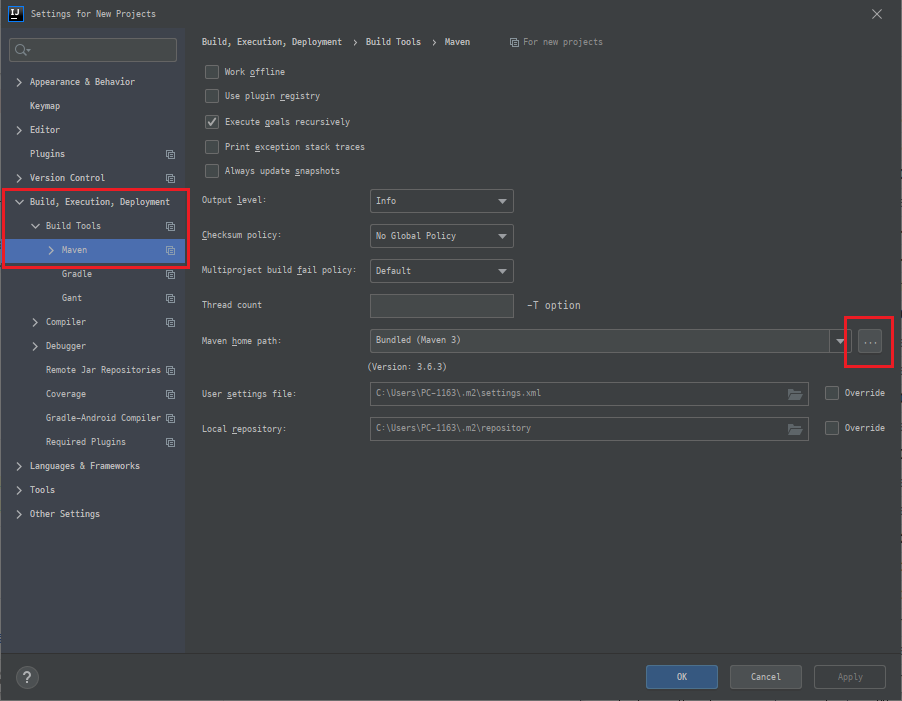 IJ Settings for New Projects
Build, Execution, Deployment > Build Tools > Maven For new projects
Appearance & Behavior
Keymap
Editor
Plugins
Version Control
Build, Execution, Deployment
Build Tools
Maven
Gradle
Gant
Compiler
Debugger
Remote Jar Repositories
Coverage
Gradle-Android Compiler
Required Plugins
Languages & Frameworks
Tools
Other Settings
Work offline
Use plugin registry
Execute goals recursively
Print exception stack traces
Always update snapshots
Output level: Info
Checksum policy: No Global Policy
Multiproject build fail policy: Default
Thread count -T option
Maven home path: Bundled (Maven 3) ...
(Version: 3.6.3)
User settings file: C:\Users\PC-1163\.m2\settings.xml Override
Local repository: C:\Users\PC-1163\.m2\repository Override
? OK Cancel Apply